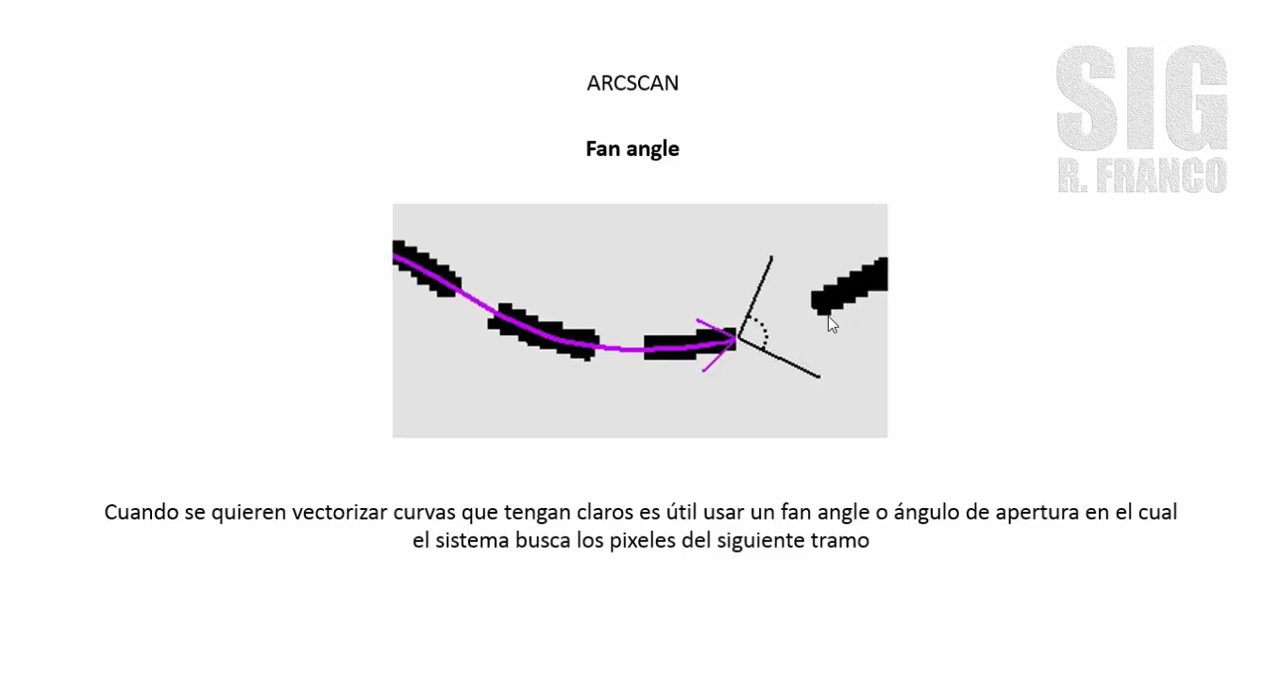 SIG
R. FRANCO
ARCSCAN
Fan angle
Cuando se quieren vectorizar curvas que tengan claros es útil usar un fan angle o ángulo de apertura en el cual
el sistema busca los pixeles del siguiente tramo